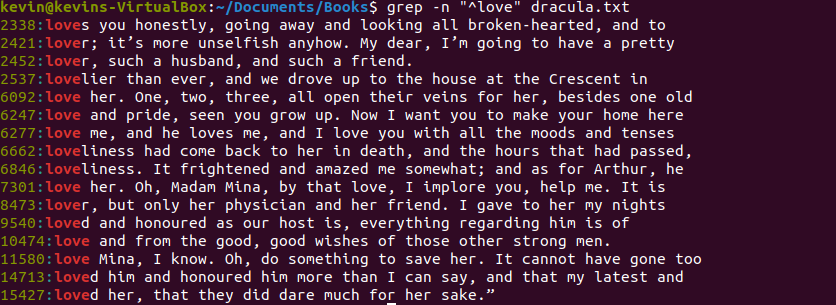 kevin@kevins-VirtualBox:~/Documents/Books$ grep -n "^love" dracula.txt
2338:loves you honestly, going away and looking all broken-hearted, and to
2421:lover; it’s more unselfish anyhow. My dear, I’m going to have a pretty
2452:lover, such a husband, and such a friend.
2537:lovelier than ever, and we drove up to the house at the Crescent in
6092:love her. One, two, three, all open their veins for her, besides one old
6247:love and pride, seen you grow up. Now I want you to make your home here
6277:love me, and he loves me, and I love you with all the moods and tenses
6662:loveliness had come back to her in death, and the hours that had passed,
6846:loveliness. It frightened and amazed me somewhat; and as for Arthur, he
7301:love her. Oh, Madam Mina, by that love, I implore you, help me. It is
8473:lover, but only her physician and her friend. I gave to her my nights
9540:loved and honoured as our host is, everything regarding him is of
10474:love and from the good, good wishes of those other strong men.
11580:love Mina, I know. Oh, do something to save her. It cannot have gone too
14713:loved him and honoured him more than I can say, and that my latest and
15427:loved her, that they did dare much for her sake.”